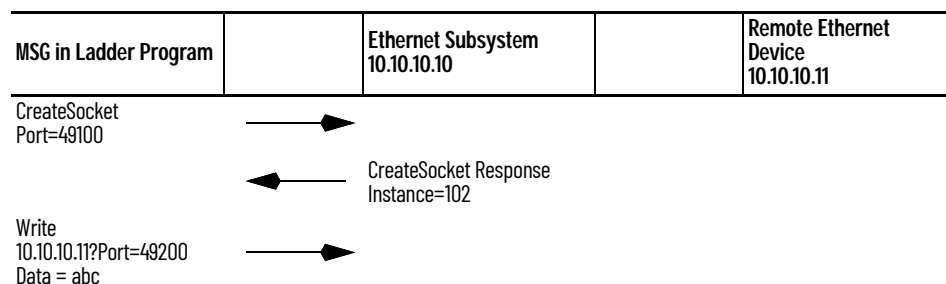 MSG in Ladder Program
Ethernet Subsystem
10.10.10.10
Remote Ethernet
Device
10.10.10.11
CreateSocket
Port=49100
CreateSocket Response
Instance=102
Write
10.10.10.11?Port=49200
Data = abc